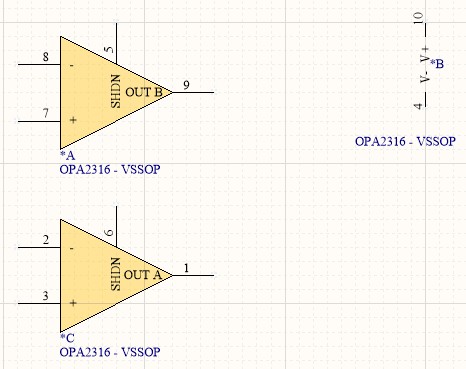 5
8
-
SHDN
OUT B
9
7
+
*A
OPA2316 - VSSOP
10
V+
*B
V-
4
OPA2316 - VSSOP
6
2
-
SHDN
OUT A
1
3
+
*C
OPA2316 - VSSOP